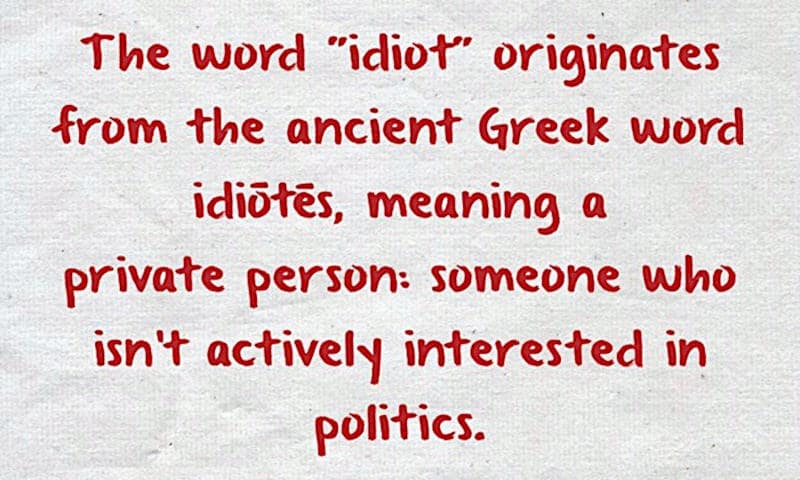 The word "idiot" originates
from the ancient Greek word
idiōtēs, meaning a
private person: someone who
isn't actively interested in
politics.